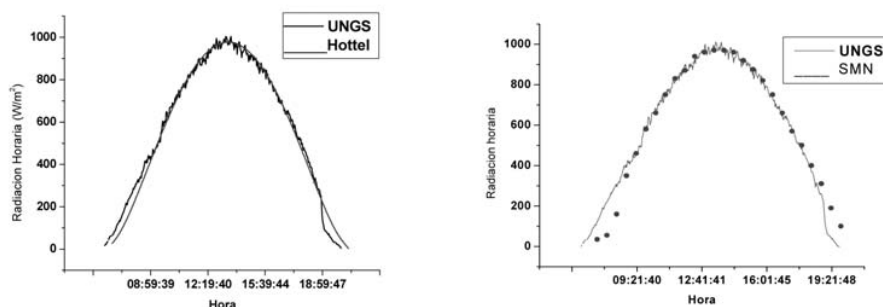 UNGS
Hottel
1000
800
600
400
200
0
Radiacion Horaria (W/m²)
08:59:39 12:19:40 15:39:44 18:59:47
Hora
UNGS
SMN
1000
800
600
400
200
0
Radiacion horaria
09:21:40 12:41:41 16:01:45 19:21:48
Hora